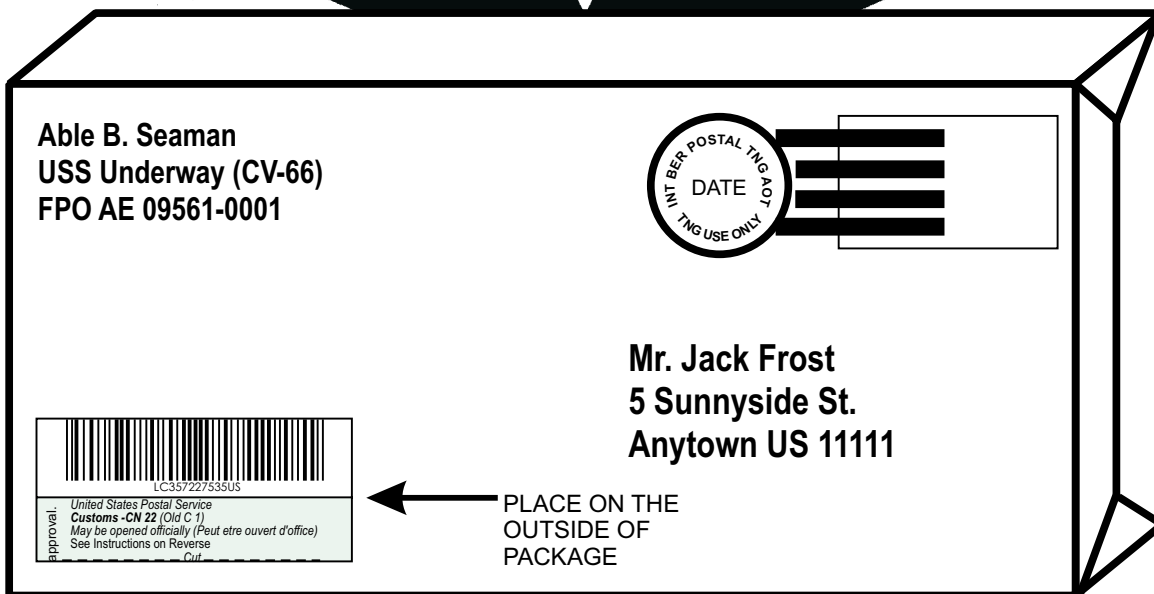 Able B. Seaman
USS Underway (CV-66)
FPO AE 09561-0001
INT BER POSTAL TNG AOT
DATE
TNG USE ONLY
Mr. Jack Frost
5 Sunnyside St.
Anytown US 11111
LC357227535US
approval.
United States Postal Service
Customs -CN 22 (Old C 1)
May be opened officially (Peut etre ouvert d'office)
See Instructions on Reverse
Cut
PLACE ON THE
OUTSIDE OF
PACKAGE